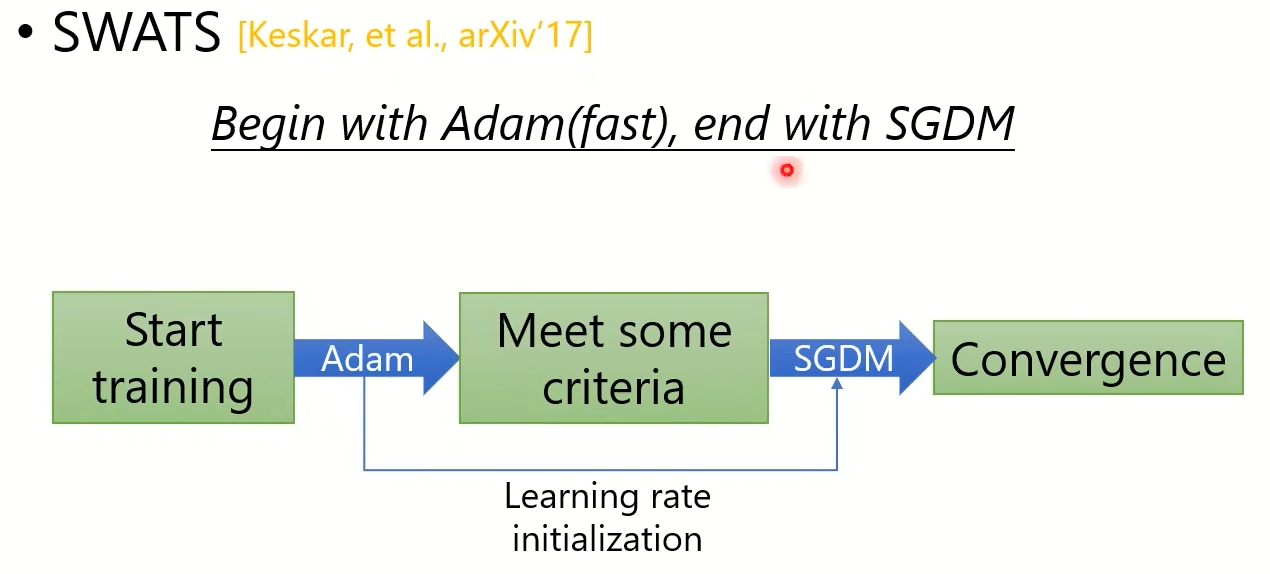 • SWATS [Keskar, et al., arXiv'17]
Begin with Adam(fast), end with SGDM
Start
training
Adam
Meet some
criteria
SGDM
Convergence
Learning rate
initialization